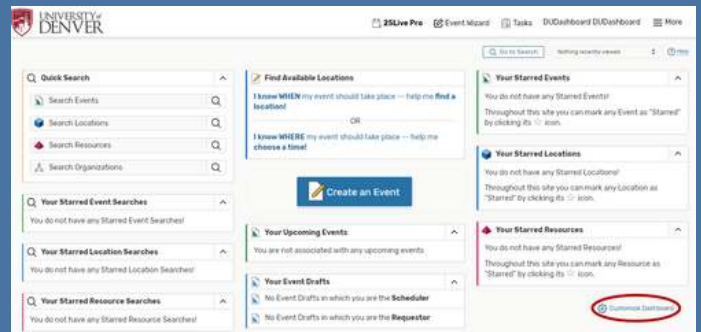 UNIVERSITY of
DENVER
25Live Pro
Event Wizard
Tasks
DUDashboard DUDashboard
More
Go to Search
Nothing recently viewed
Help
Quick Search
Search Events
Search Locations
Search Resources
Search Organizations
Your Starred Event Searches
You do not have any Starred Event Searches!
Your Starred Location Searches
You do not have any Starred Location Searches!
Your Starred Resource Searches
You do not have any Starred Resource Searches!
Find Available Locations
I know WHEN my event should take place -- help me find a
location!
OR
I know WHERE my event should take place -- help me
choose a time!
Create an Event
Your Upcoming Events
You are not associated with any upcoming events
Your Event Drafts
No Event Drafts in which you are the Scheduler
No Event Drafts in which you are the Requestor
Your Starred Events
You do not have any Starred Events!
Throughout this site you can mark any Event as "Starred"
by clicking its ☆ icon.
Your Starred Locations
You do not have any Starred Locations!
Throughout this site you can mark any Location as
"Starred" by clicking its ☆ icon.
Your Starred Resources
You do not have any Starred Resources!
Throughout this site you can mark any Resource as
"Starred" by clicking its ☆ icon.
Customize Dashboard